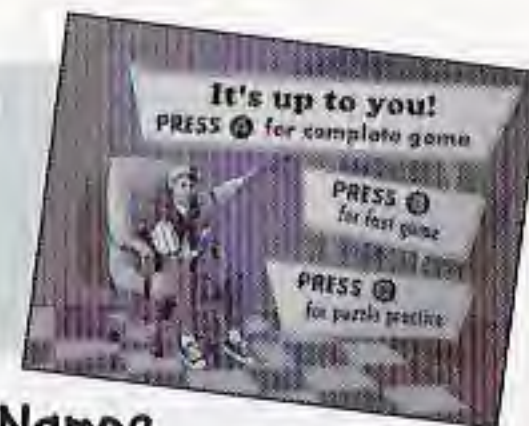 It's up to you!
PRESS A for complete game
PRESS
for fast game
PRESS
for puzzle practice